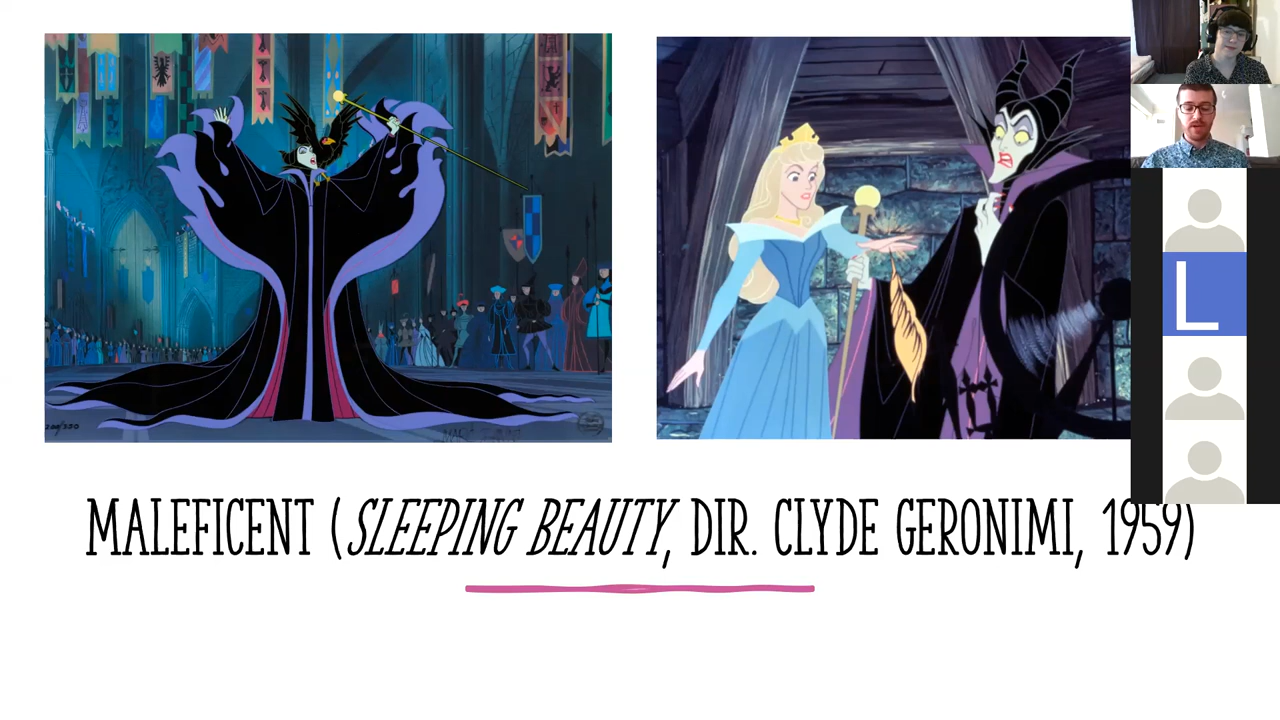 L
MALEFICENT (SLEEPING BEAUTY, DIR. CLYDE GERONIMI, 1959)